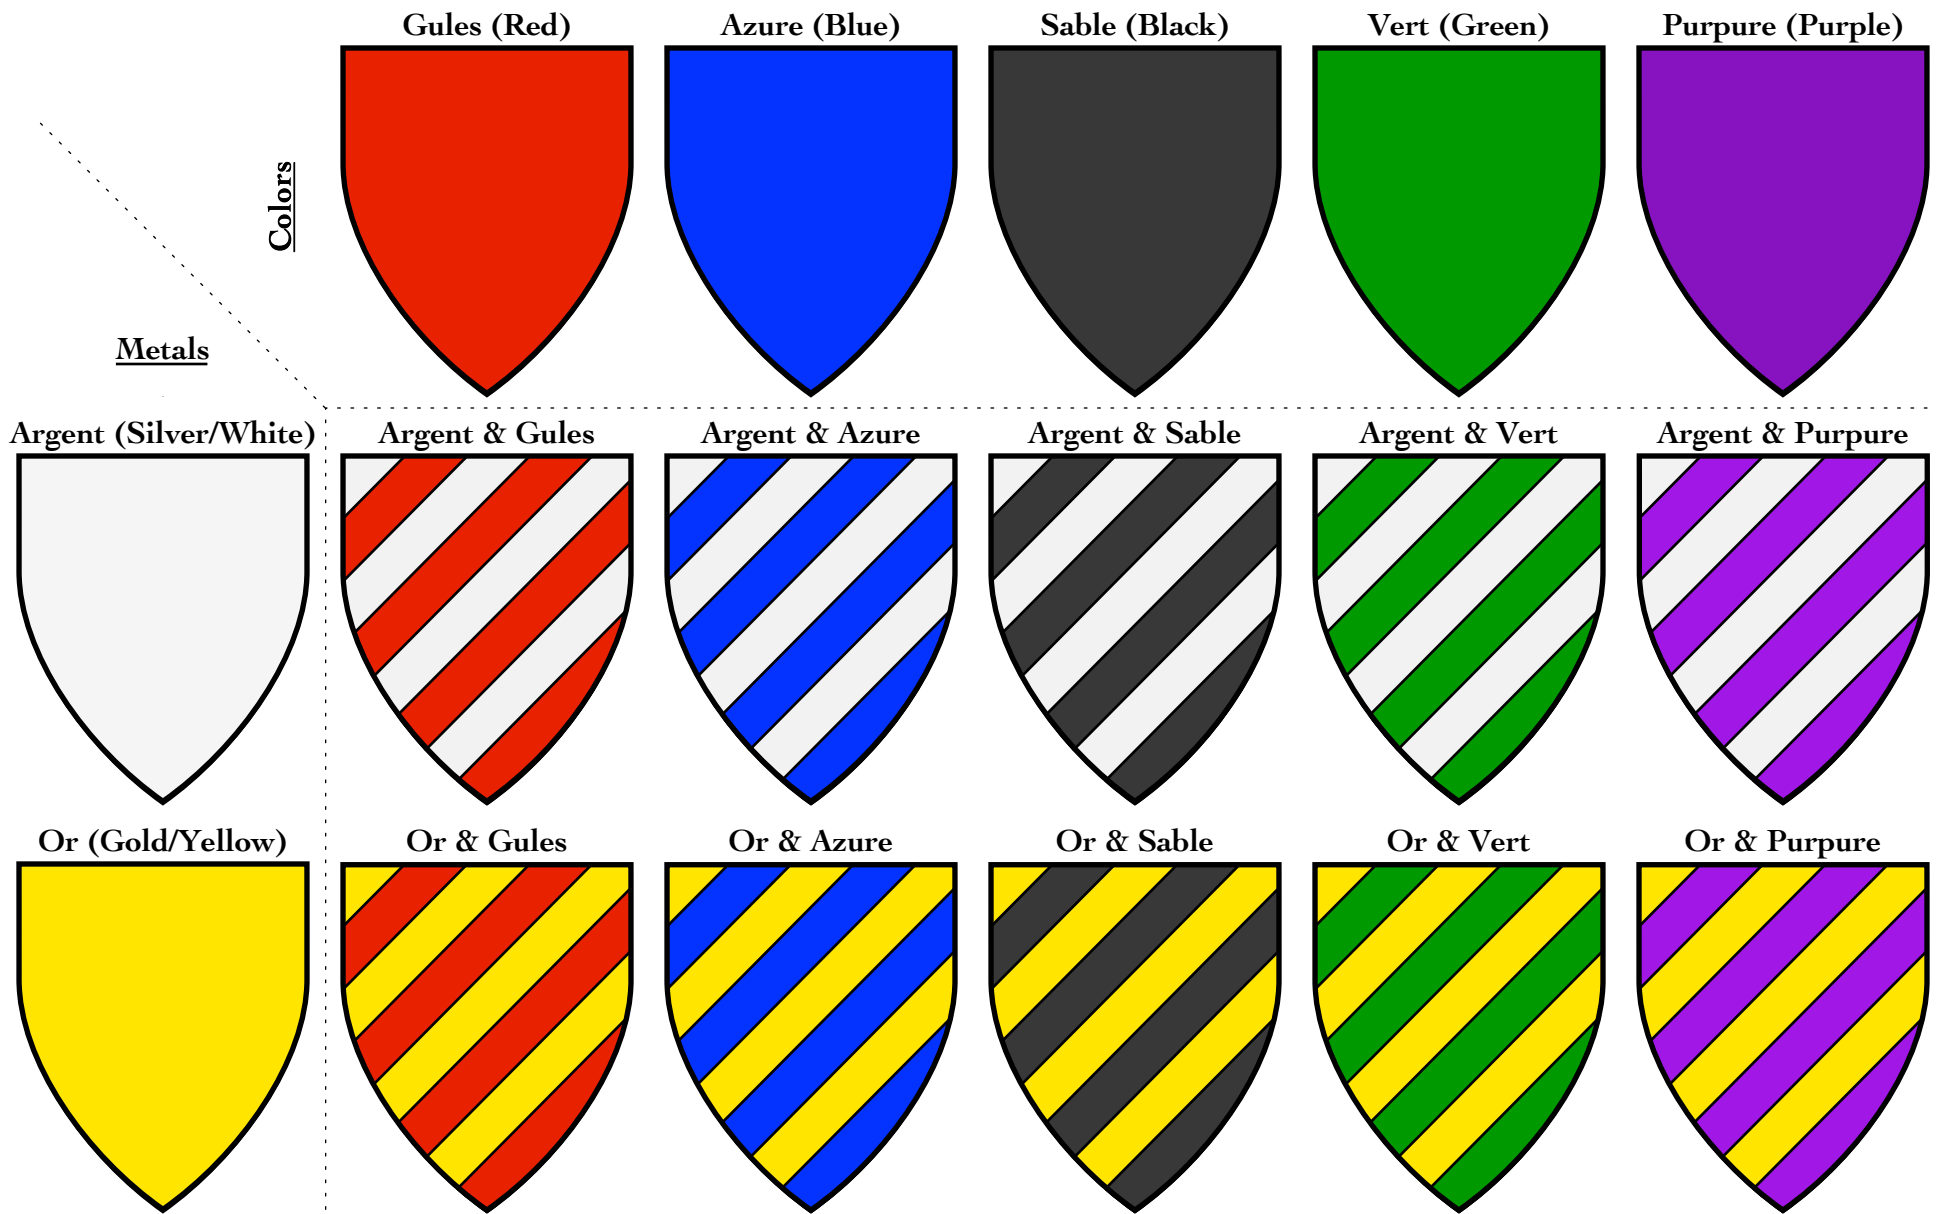 Gules (Red)
Azure (Blue)
Sable (Black)
Vert (Green)
Purpure (Purple)
Colors
Metals
Argent (Silver/White)
Argent & Gules
Argent & Azure
Argent & Sable
Argent & Vert
Argent & Purpure
Or (Gold/Yellow)
Or & Gules
Or & Azure
Or & Sable
Or & Vert
Or & Purpure